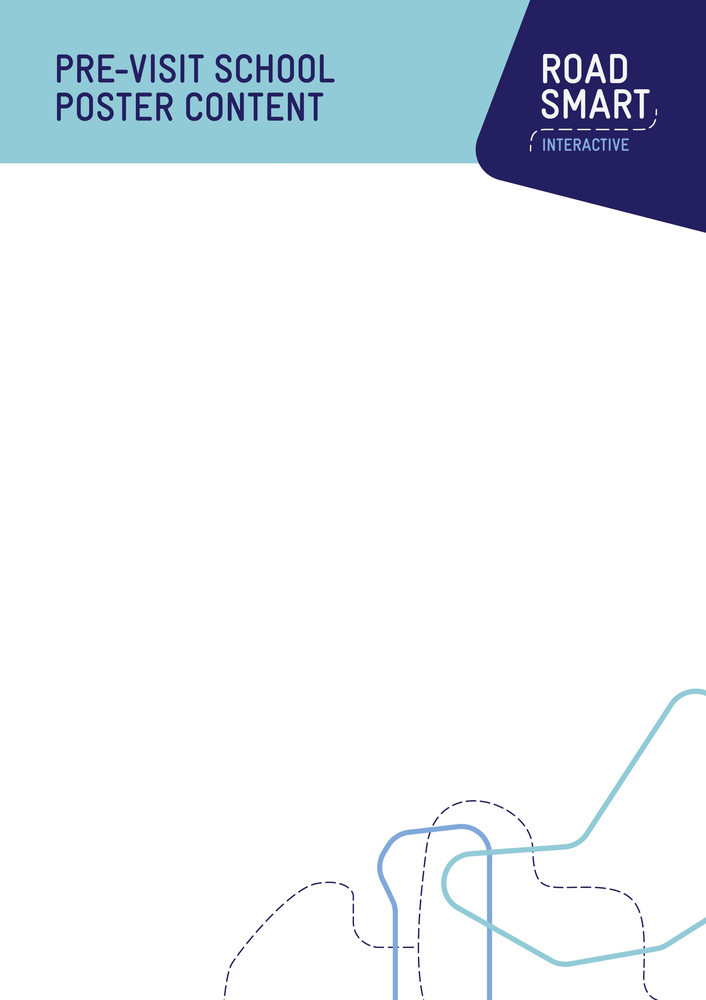 PRE-VISIT SCHOOL
POSTER CONTENT
ROAD
SMART
INTERACTIVE